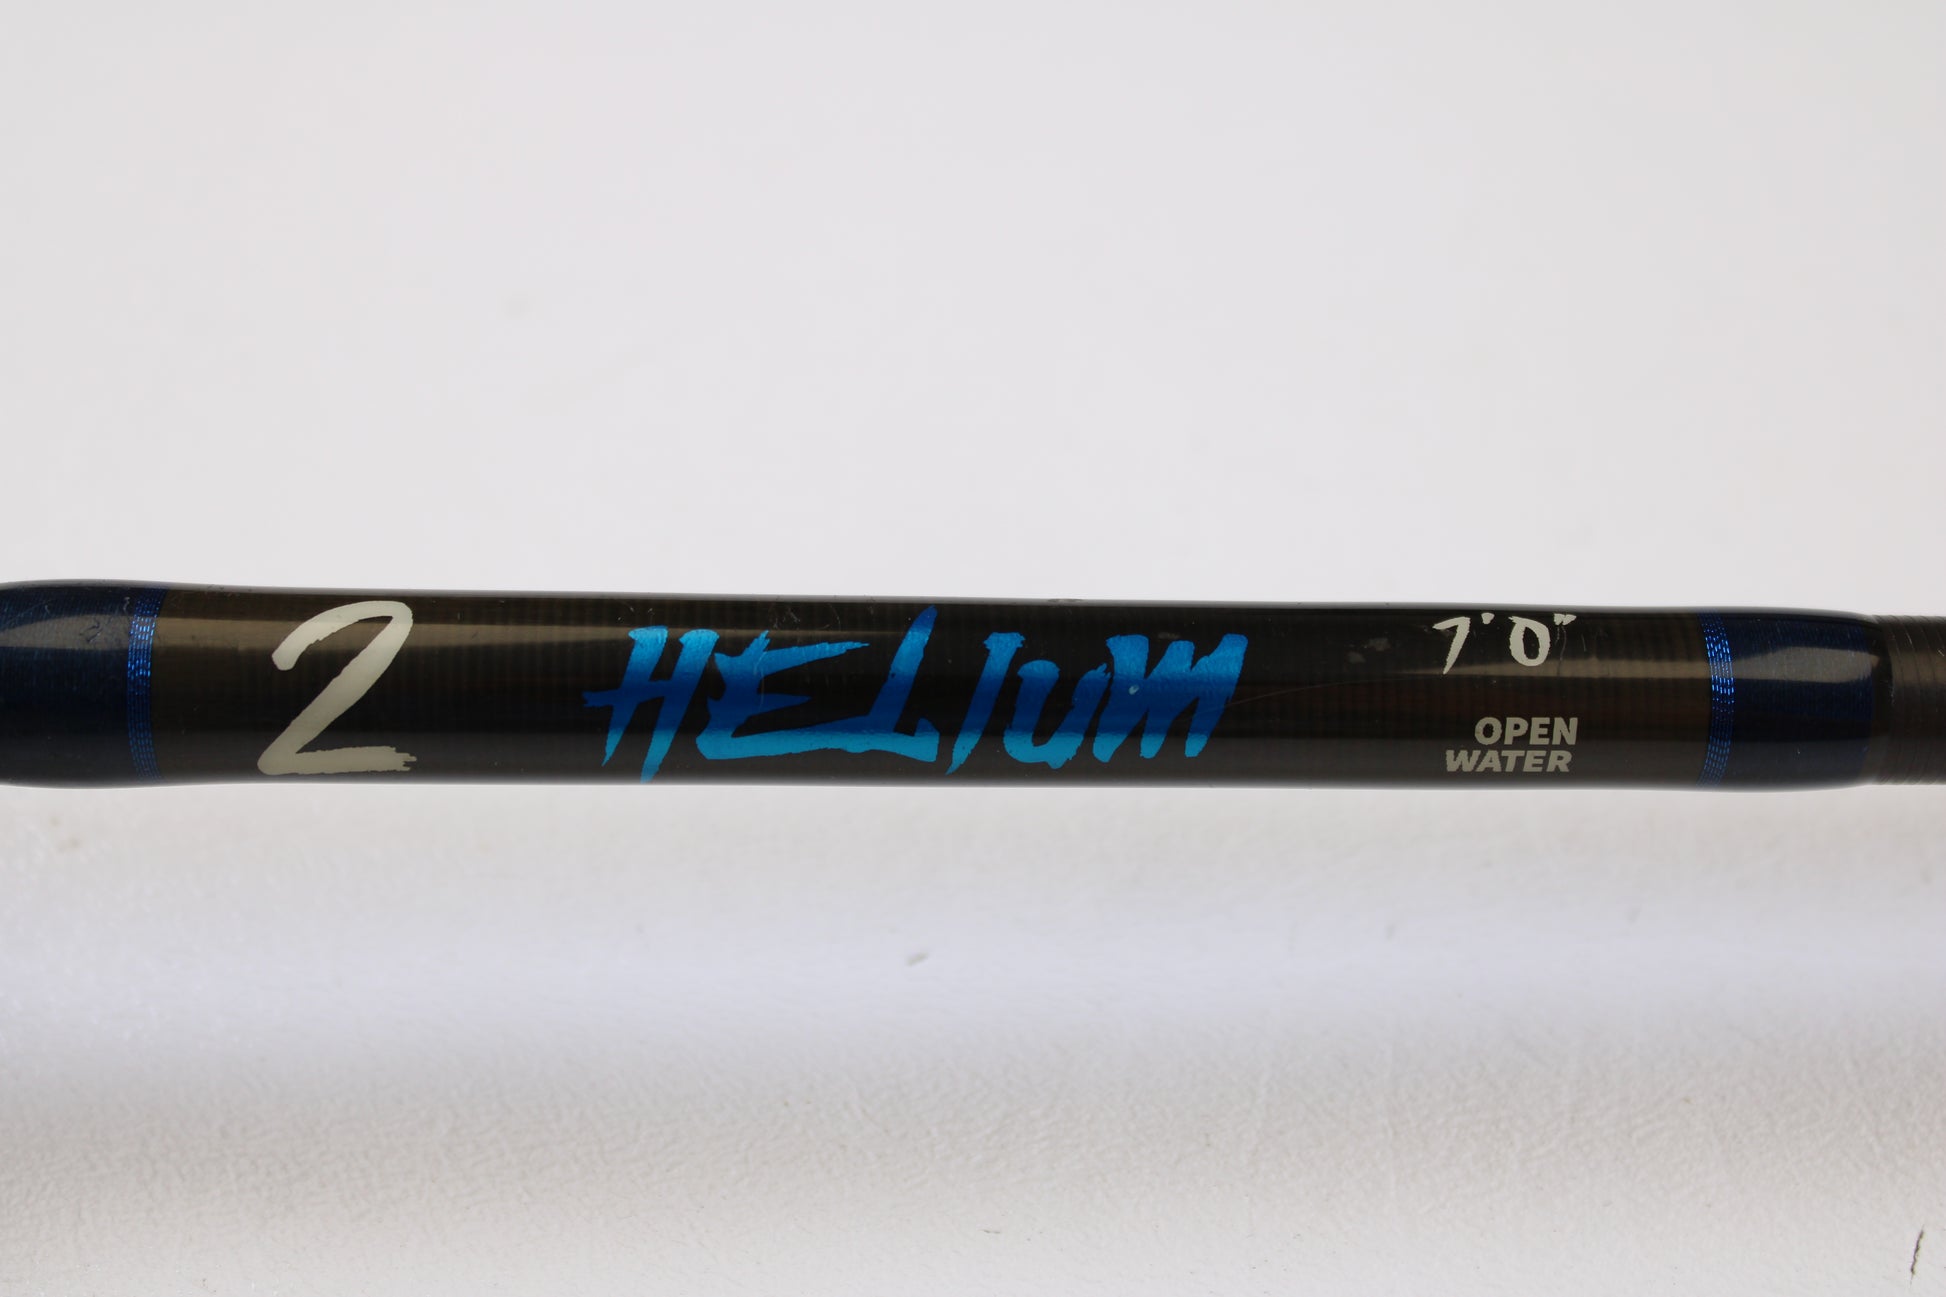 2 HELIUM 7'0"
OPEN
WATER